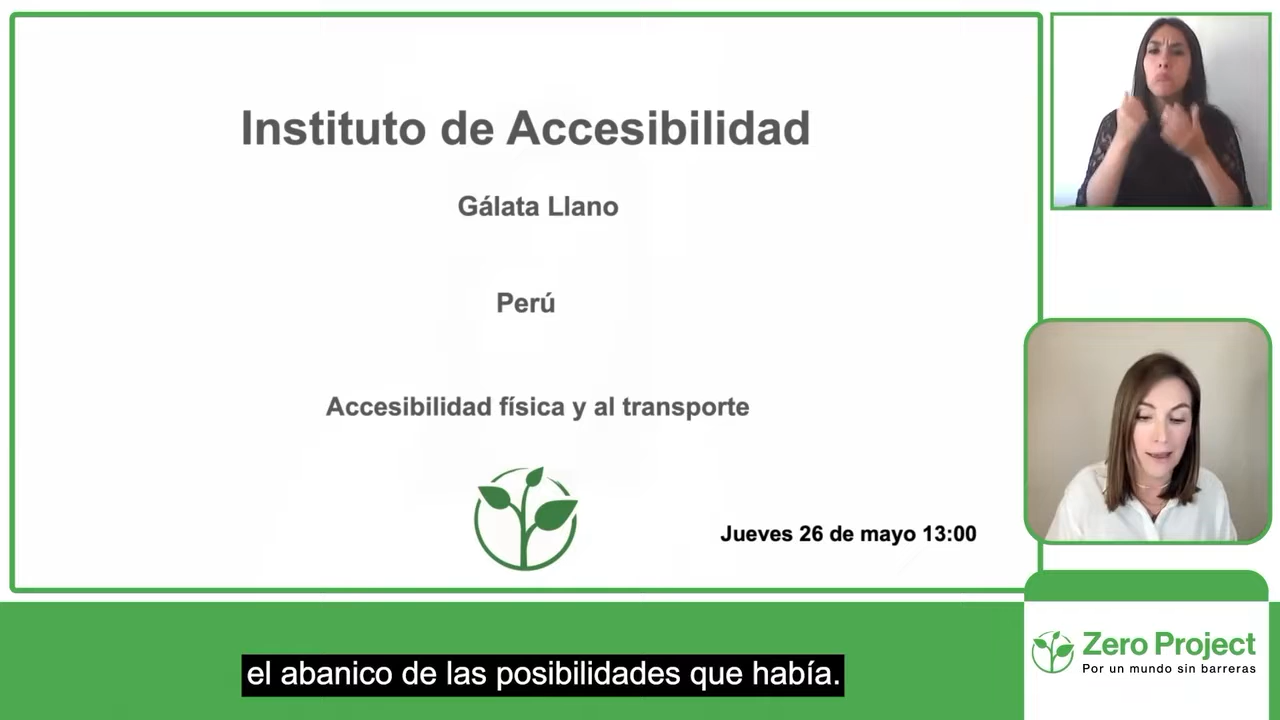 Instituto de Accesibilidad
Gálata Llano
Perú
Accesibilidad física y al transporte
Jueves 26 de mayo 13:00
Zero Project
Por un mundo sin barreras
el abanico de las posibilidades que había.